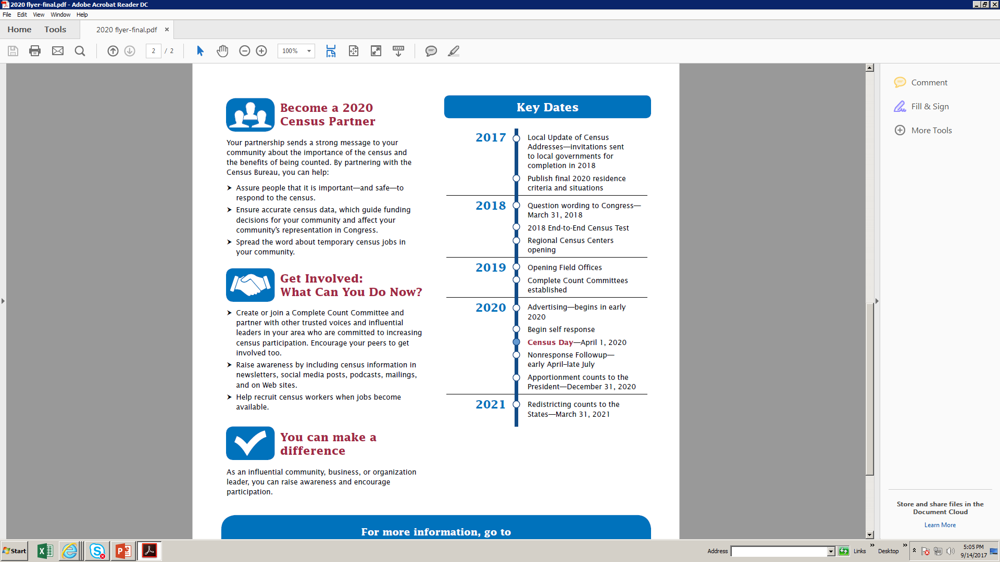 2020 flyer-final.pdf - Adobe Acrobat Reader DC
File Edit View Window Help
Home Tools 2020 flyer-final.pdf ×
2 / 2 100%
Become a 2020
Census Partner
Your partnership sends a strong message to your
community about the importance of the census and
the benefits of being counted. By partnering with the
Census Bureau, you can help:
Assure people that it is important—and safe—to
respond to the census.
Ensure accurate census data, which guide funding
decisions for your community and affect your
community's representation in Congress.
Spread the word about temporary census jobs in
your community.
Get Involved:
What Can You Do Now?
Create or join a Complete Count Committee and
partner with other trusted voices and influential
leaders in your area who are committed to increasing
census participation. Encourage your peers to get
involved too.
Raise awareness by including census information in
newsletters, social media posts, podcasts, mailings,
and on Web sites.
Help recruit census workers when jobs become
available.
You can make a
difference
As an influential community, business, or organization
leader, you can raise awareness and encourage
participation.
Key Dates
2017 Local Update of Census
Addresses—invitations sent
to local governments for
completion in 2018
Publish final 2020 residence
criteria and situations
2018 Question wording to Congress—
March 31, 2018
2018 End-to-End Census Test
Regional Census Centers
opening
2019 Opening Field Offices
Complete Count Committees
established
2020 Advertising—begins in early
2020
Begin self response
Census Day—April 1, 2020
Nonresponse Followup—
early April–late July
Apportionment counts to the
President—December 31, 2020
2021 Redistricting counts to the
States—March 31, 2021
For more information, go to
Comment
Fill & Sign
More Tools
Store and share files in the
Document Cloud
Learn More
Start Address Links Desktop 5:05 PM
9/14/2017